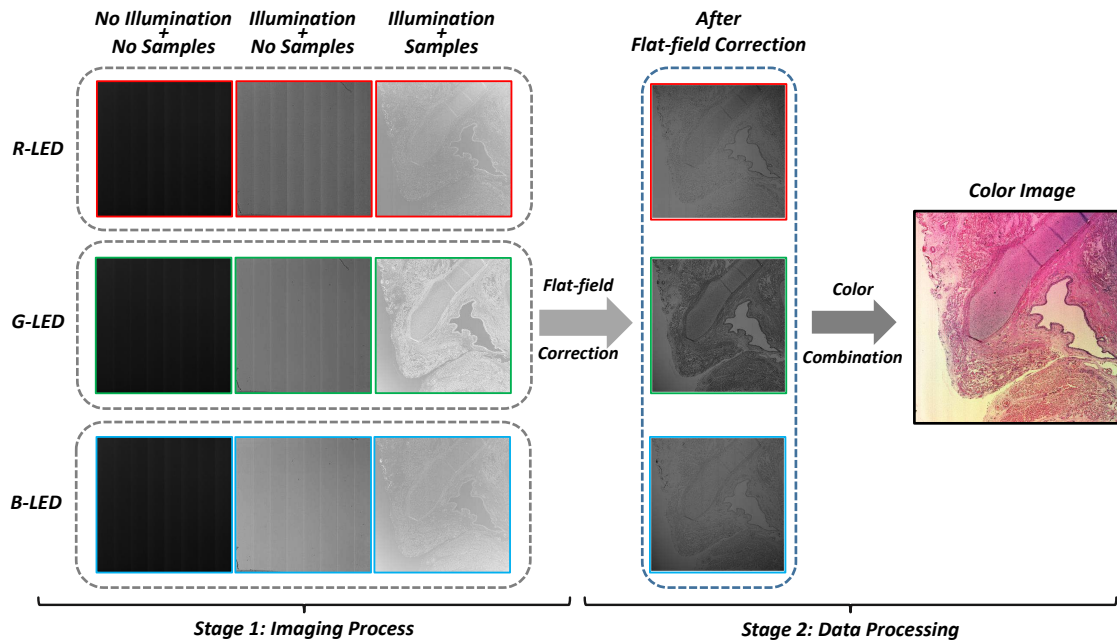 No Illumination
+
No Samples
Illumination
+
No Samples
Illumination
+
Samples
After
Flat-field Correction
R-LED
G-LED
B-LED
Flat-field
Correction
Color
Combination
Color Image
Stage 1: Imaging Process
Stage 2: Data Processing